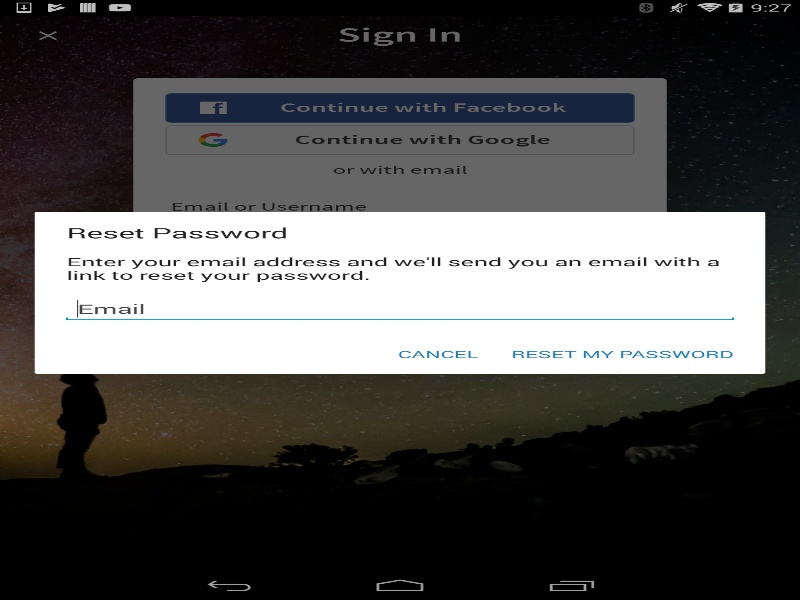 9:27
Sign In
Continue with Facebook
Continue with Google
or with email
Email or Username
Reset Password
Enter your email address and we'll send you an email with a
link to reset your password.
Email
CANCEL RESET MY PASSWORD